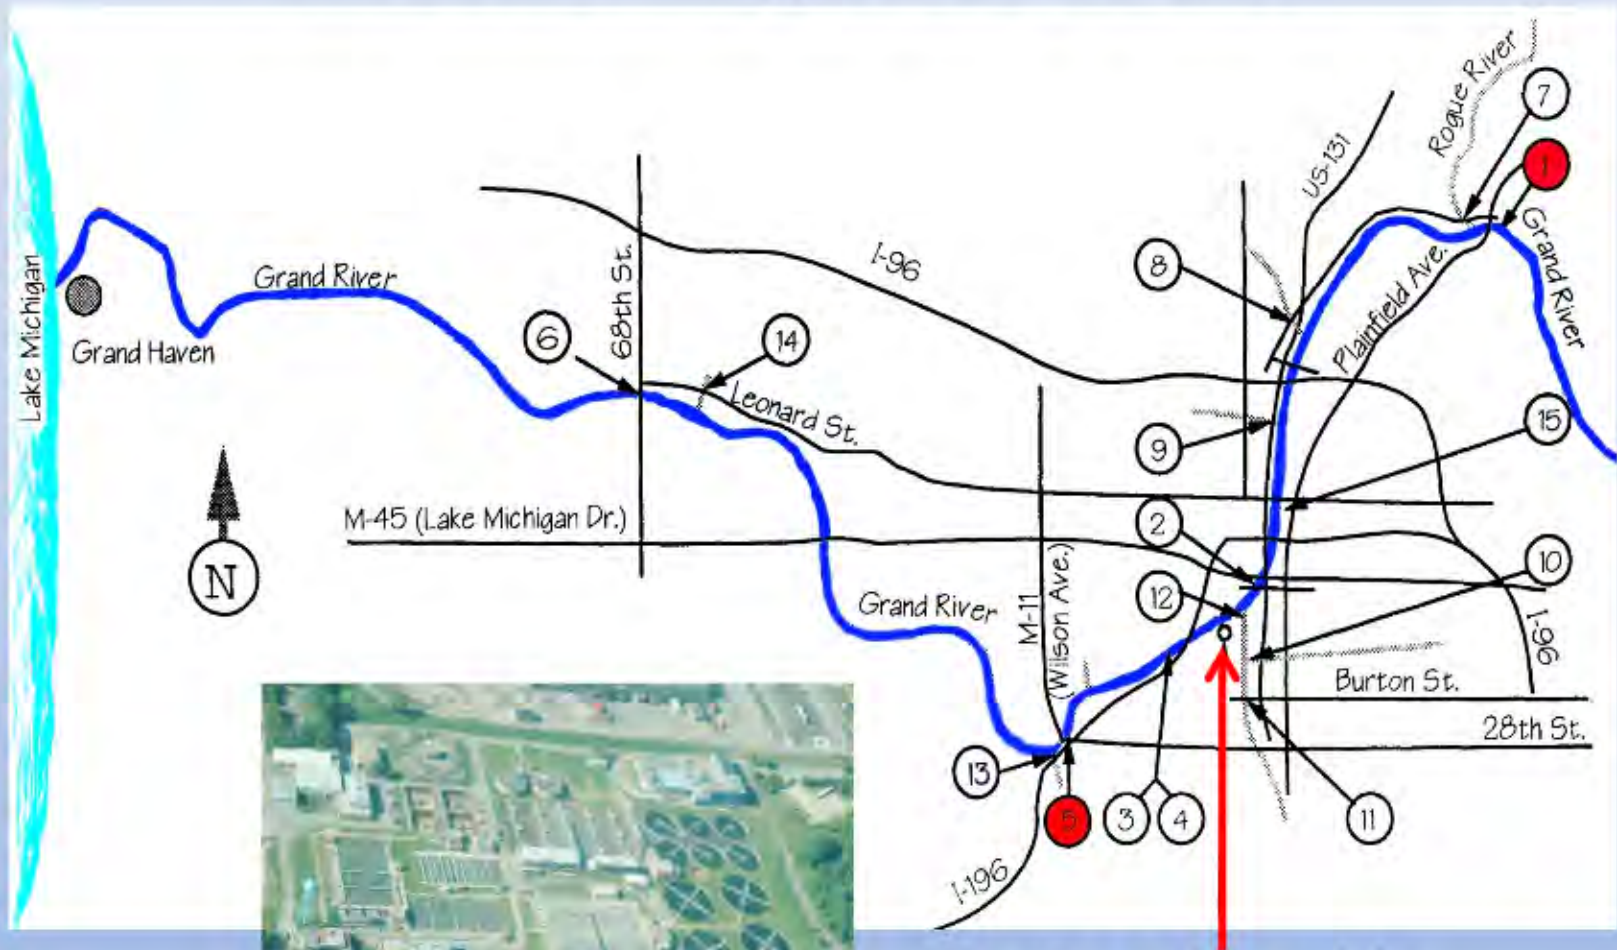 Rogue River
7
1
US-131
Grand River
8
I-96
Plainfield Ave.
Lake Michigan
Grand River
Grand Haven
68th St.
6
14
Leonard St.
9
15
M-45 (Lake Michigan Dr.)
2
10
N
12
Grand River
M-11
(Wilson Ave.)
I-96
Burton St.
28th St.
13
5
3
4
11
I-196